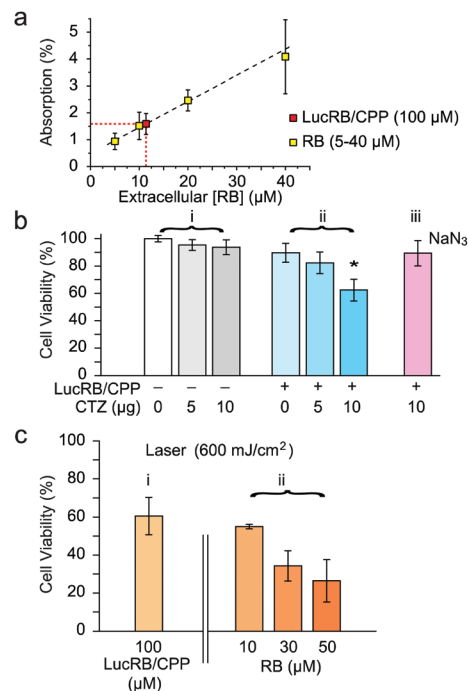 a
Absorption (%)
6
5
4
3
2
1
0
0 10 20 30 40
Extracellular [RB] (µM)
LucRB/CPP (100 µM)
RB (5-40 µM)
b
Cell Viability (%)
100
80
60
40
20
0
i
ii
iii
*
NaN3
LucRB/CPP – – – + + + +
CTZ (µg) 0 5 10 0 5 10 10
c
Laser (600 mJ/cm2)
Cell Viability (%)
100
80
60
40
20
0
i
ii
100 10 30 50
LucRB/CPP RB (µM)
(µM)